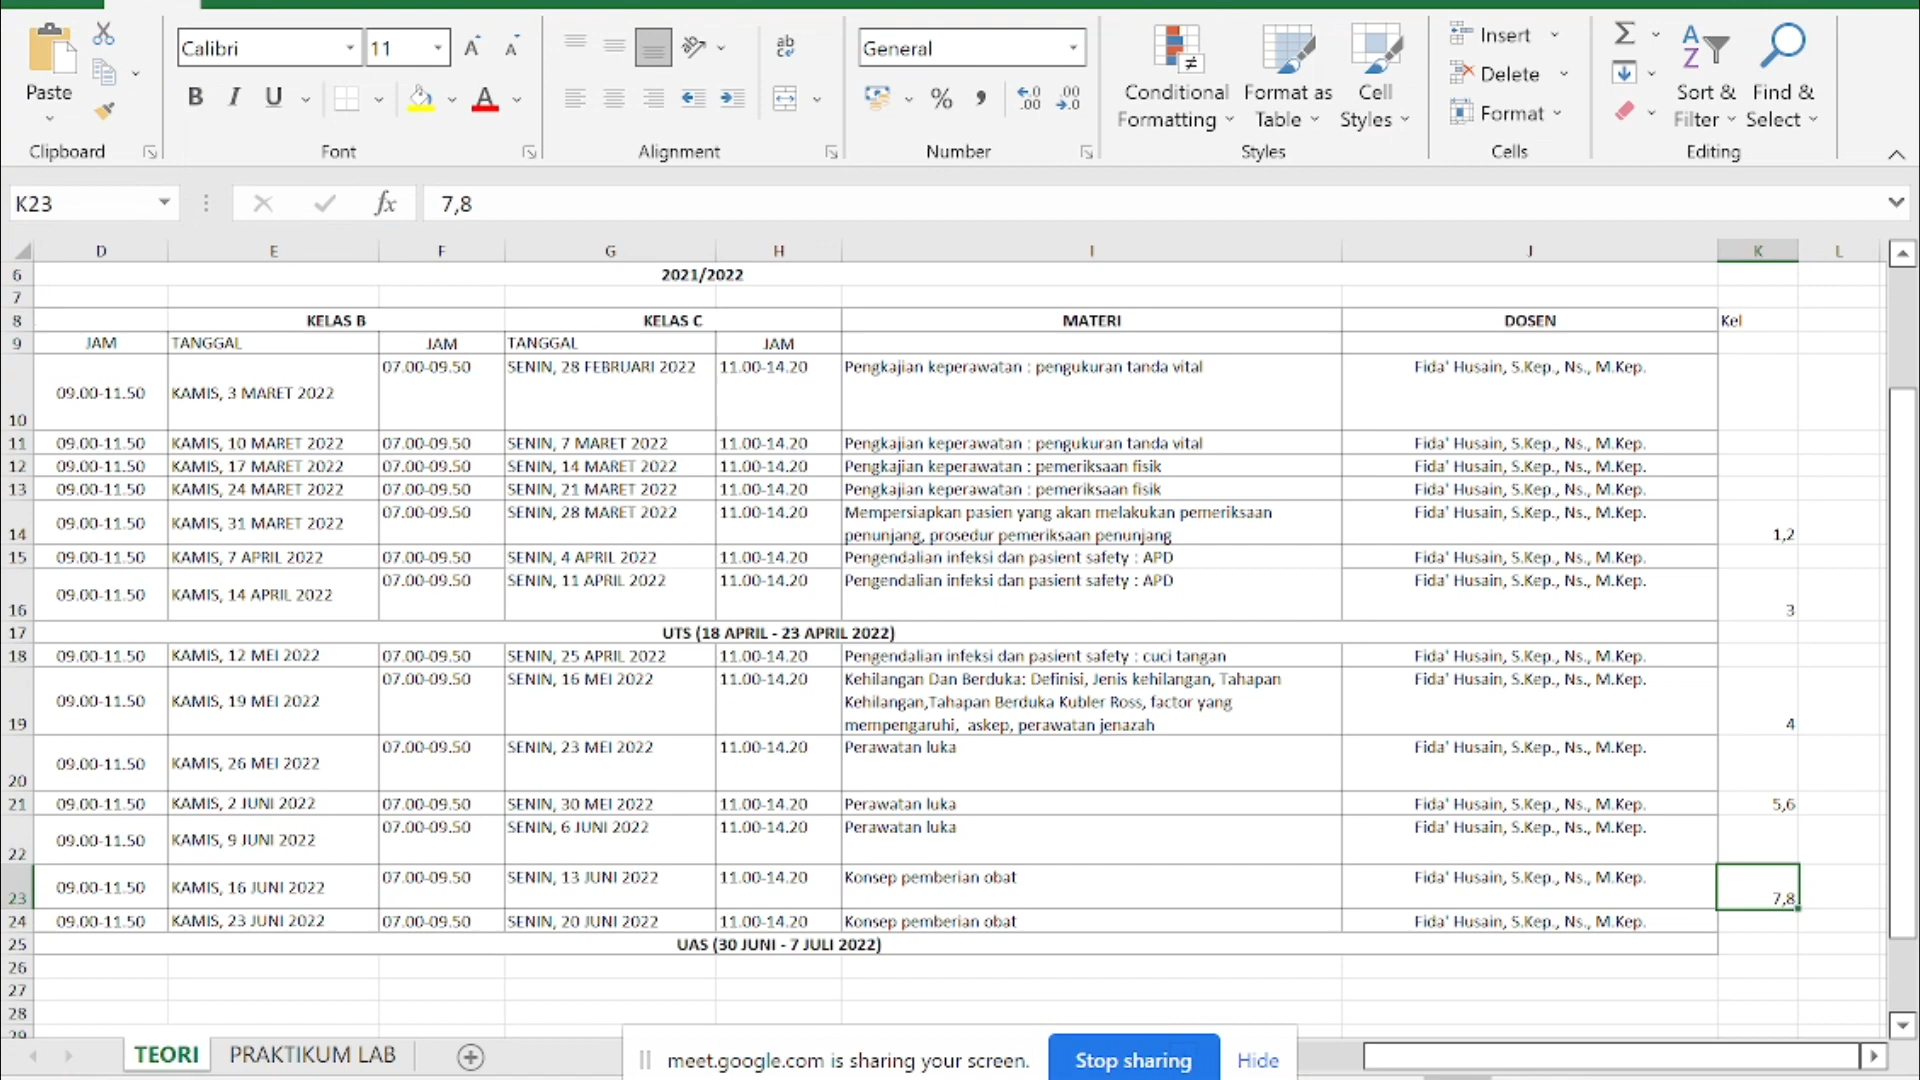 Calibri 11 General
Insert
Delete
Format
Paste
B I U
Conditional Formatting
Format as Table
Cell Styles
Sort & Filter
Find & Select
Clipboard Font Alignment Number Styles Cells Editing
K23 fx 7,8
D E F G H I J K L
6 2021/2022
7
8 KELAS B KELAS C MATERI DOSEN Kel
9 JAM TANGGAL JAM TANGGAL JAM
10 09.00-11.50 KAMIS, 3 MARET 2022 07.00-09.50 SENIN, 28 FEBRUARI 2022 11.00-14.20 Pengkajian keperawatan : pengukuran tanda vital Fida' Husain, S.Kep., Ns., M.Kep.
11 09.00-11.50 KAMIS, 10 MARET 2022 07.00-09.50 SENIN, 7 MARET 2022 11.00-14.20 Pengkajian keperawatan : pengukuran tanda vital Fida' Husain, S.Kep., Ns., M.Kep.
12 09.00-11.50 KAMIS, 17 MARET 2022 07.00-09.50 SENIN, 14 MARET 2022 11.00-14.20 Pengkajian keperawatan : pemeriksaan fisik Fida' Husain, S.Kep., Ns., M.Kep.
13 09.00-11.50 KAMIS, 24 MARET 2022 07.00-09.50 SENIN, 21 MARET 2022 11.00-14.20 Pengkajian keperawatan : pemeriksaan fisik Fida' Husain, S.Kep., Ns., M.Kep.
14 09.00-11.50 KAMIS, 31 MARET 2022 07.00-09.50 SENIN, 28 MARET 2022 11.00-14.20 Mempersiapkan pasien yang akan melakukan pemeriksaan
penunjang, prosedur pemeriksaan penunjang Fida' Husain, S.Kep., Ns., M.Kep. 1,2
15 09.00-11.50 KAMIS, 7 APRIL 2022 07.00-09.50 SENIN, 4 APRIL 2022 11.00-14.20 Pengendalian infeksi dan pasient safety : APD Fida' Husain, S.Kep., Ns., M.Kep.
16 09.00-11.50 KAMIS, 14 APRIL 2022 07.00-09.50 SENIN, 11 APRIL 2022 11.00-14.20 Pengendalian infeksi dan pasient safety : APD Fida' Husain, S.Kep., Ns., M.Kep. 3
17 UTS (18 APRIL - 23 APRIL 2022)
18 09.00-11.50 KAMIS, 12 MEI 2022 07.00-09.50 SENIN, 25 APRIL 2022 11.00-14.20 Pengendalian infeksi dan pasient safety : cuci tangan Fida' Husain, S.Kep., Ns., M.Kep.
19 09.00-11.50 KAMIS, 19 MEI 2022 07.00-09.50 SENIN, 16 MEI 2022 11.00-14.20 Kehilangan Dan Berduka: Definisi, Jenis kehilangan, Tahapan
Kehilangan,Tahapan Berduka Kubler Ross, factor yang
mempengaruhi, askep, perawatan jenazah Fida' Husain, S.Kep., Ns., M.Kep. 4
20 09.00-11.50 KAMIS, 26 MEI 2022 07.00-09.50 SENIN, 23 MEI 2022 11.00-14.20 Perawatan luka Fida' Husain, S.Kep., Ns., M.Kep.
21 09.00-11.50 KAMIS, 2 JUNI 2022 07.00-09.50 SENIN, 30 MEI 2022 11.00-14.20 Perawatan luka Fida' Husain, S.Kep., Ns., M.Kep. 5,6
22 09.00-11.50 KAMIS, 9 JUNI 2022 07.00-09.50 SENIN, 6 JUNI 2022 11.00-14.20 Perawatan luka Fida' Husain, S.Kep., Ns., M.Kep.
23 09.00-11.50 KAMIS, 16 JUNI 2022 07.00-09.50 SENIN, 13 JUNI 2022 11.00-14.20 Konsep pemberian obat Fida' Husain, S.Kep., Ns., M.Kep. 7,8
24 09.00-11.50 KAMIS, 23 JUNI 2022 07.00-09.50 SENIN, 20 JUNI 2022 11.00-14.20 Konsep pemberian obat Fida' Husain, S.Kep., Ns., M.Kep.
25 UAS (30 JUNI - 7 JULI 2022)
26
27
28
29
TEORI PRAKTIKUM LAB
meet.google.com is sharing your screen. Stop sharing Hide